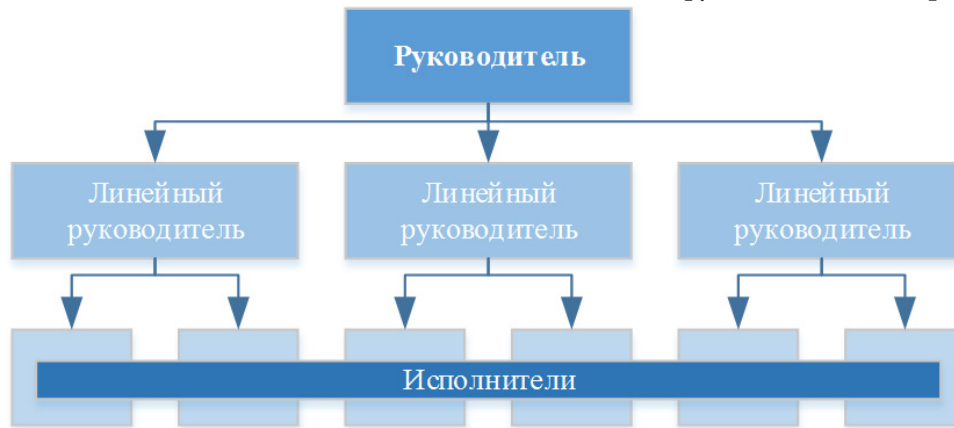 Руководитель
Линейный
руководитель
Линейный
руководитель
Линейный
руководитель
Исполнители